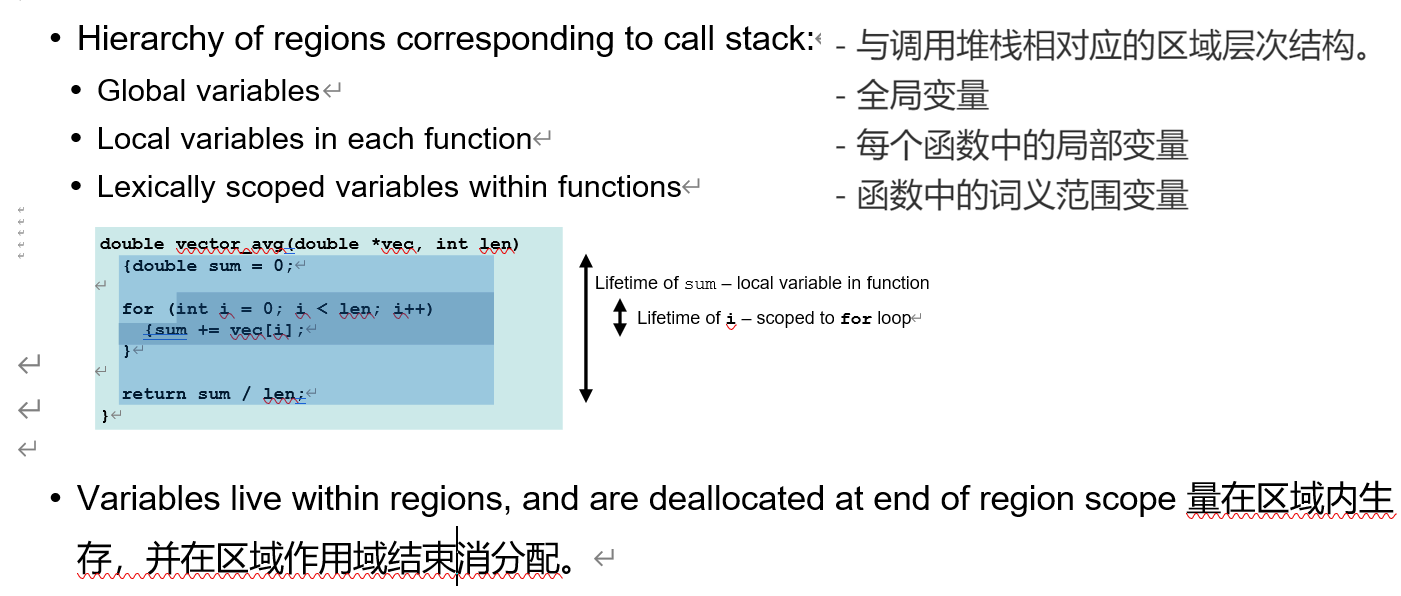 • Hierarchy of regions corresponding to call stack:
- 与调用堆栈相对应的区域层次结构。
• Global variables
- 全局变量
• Local variables in each function
- 每个函数中的局部变量
• Lexically scoped variables within functions
- 函数中的词义范围变量
double vector_avg(double *vec, int len)
{double sum = 0;
Lifetime of sum – local variable in function
for (int i = 0; i < len; i++)
Lifetime of i – scoped to for loop
{sum += vec[i];
}
return sum / len;
}
• Variables live within regions, and are deallocated at end of region scope 量在区域内生
存，并在区域作用域结束消分配。